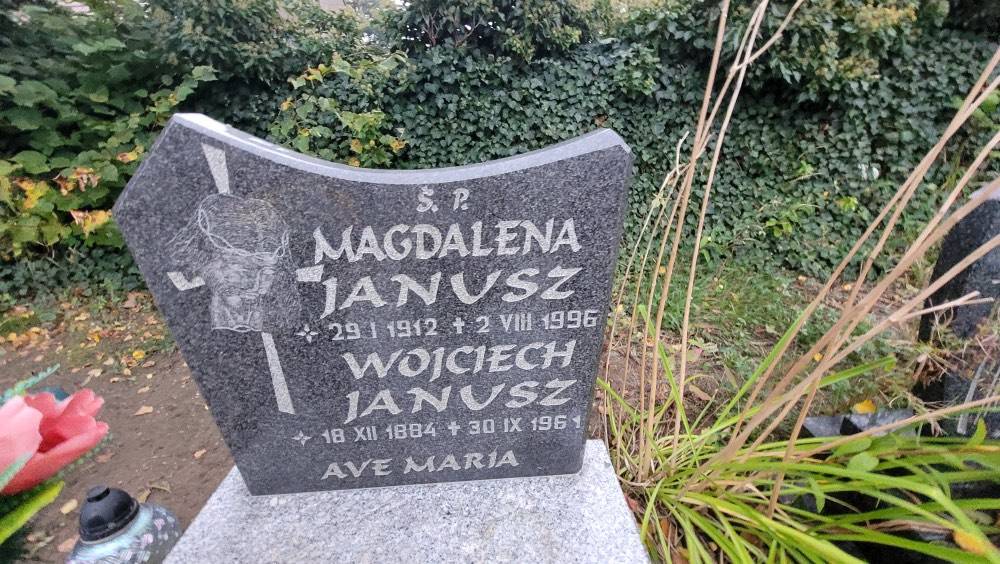 Ś. P.
MAGDALENA
JANUSZ
✧ 29 I 1912 ✝ 2 VIII 1996
WOJCIECH
JANUSZ
✧ 18 XII 1884 ✝ 30 IX 1961
AVE MARIA